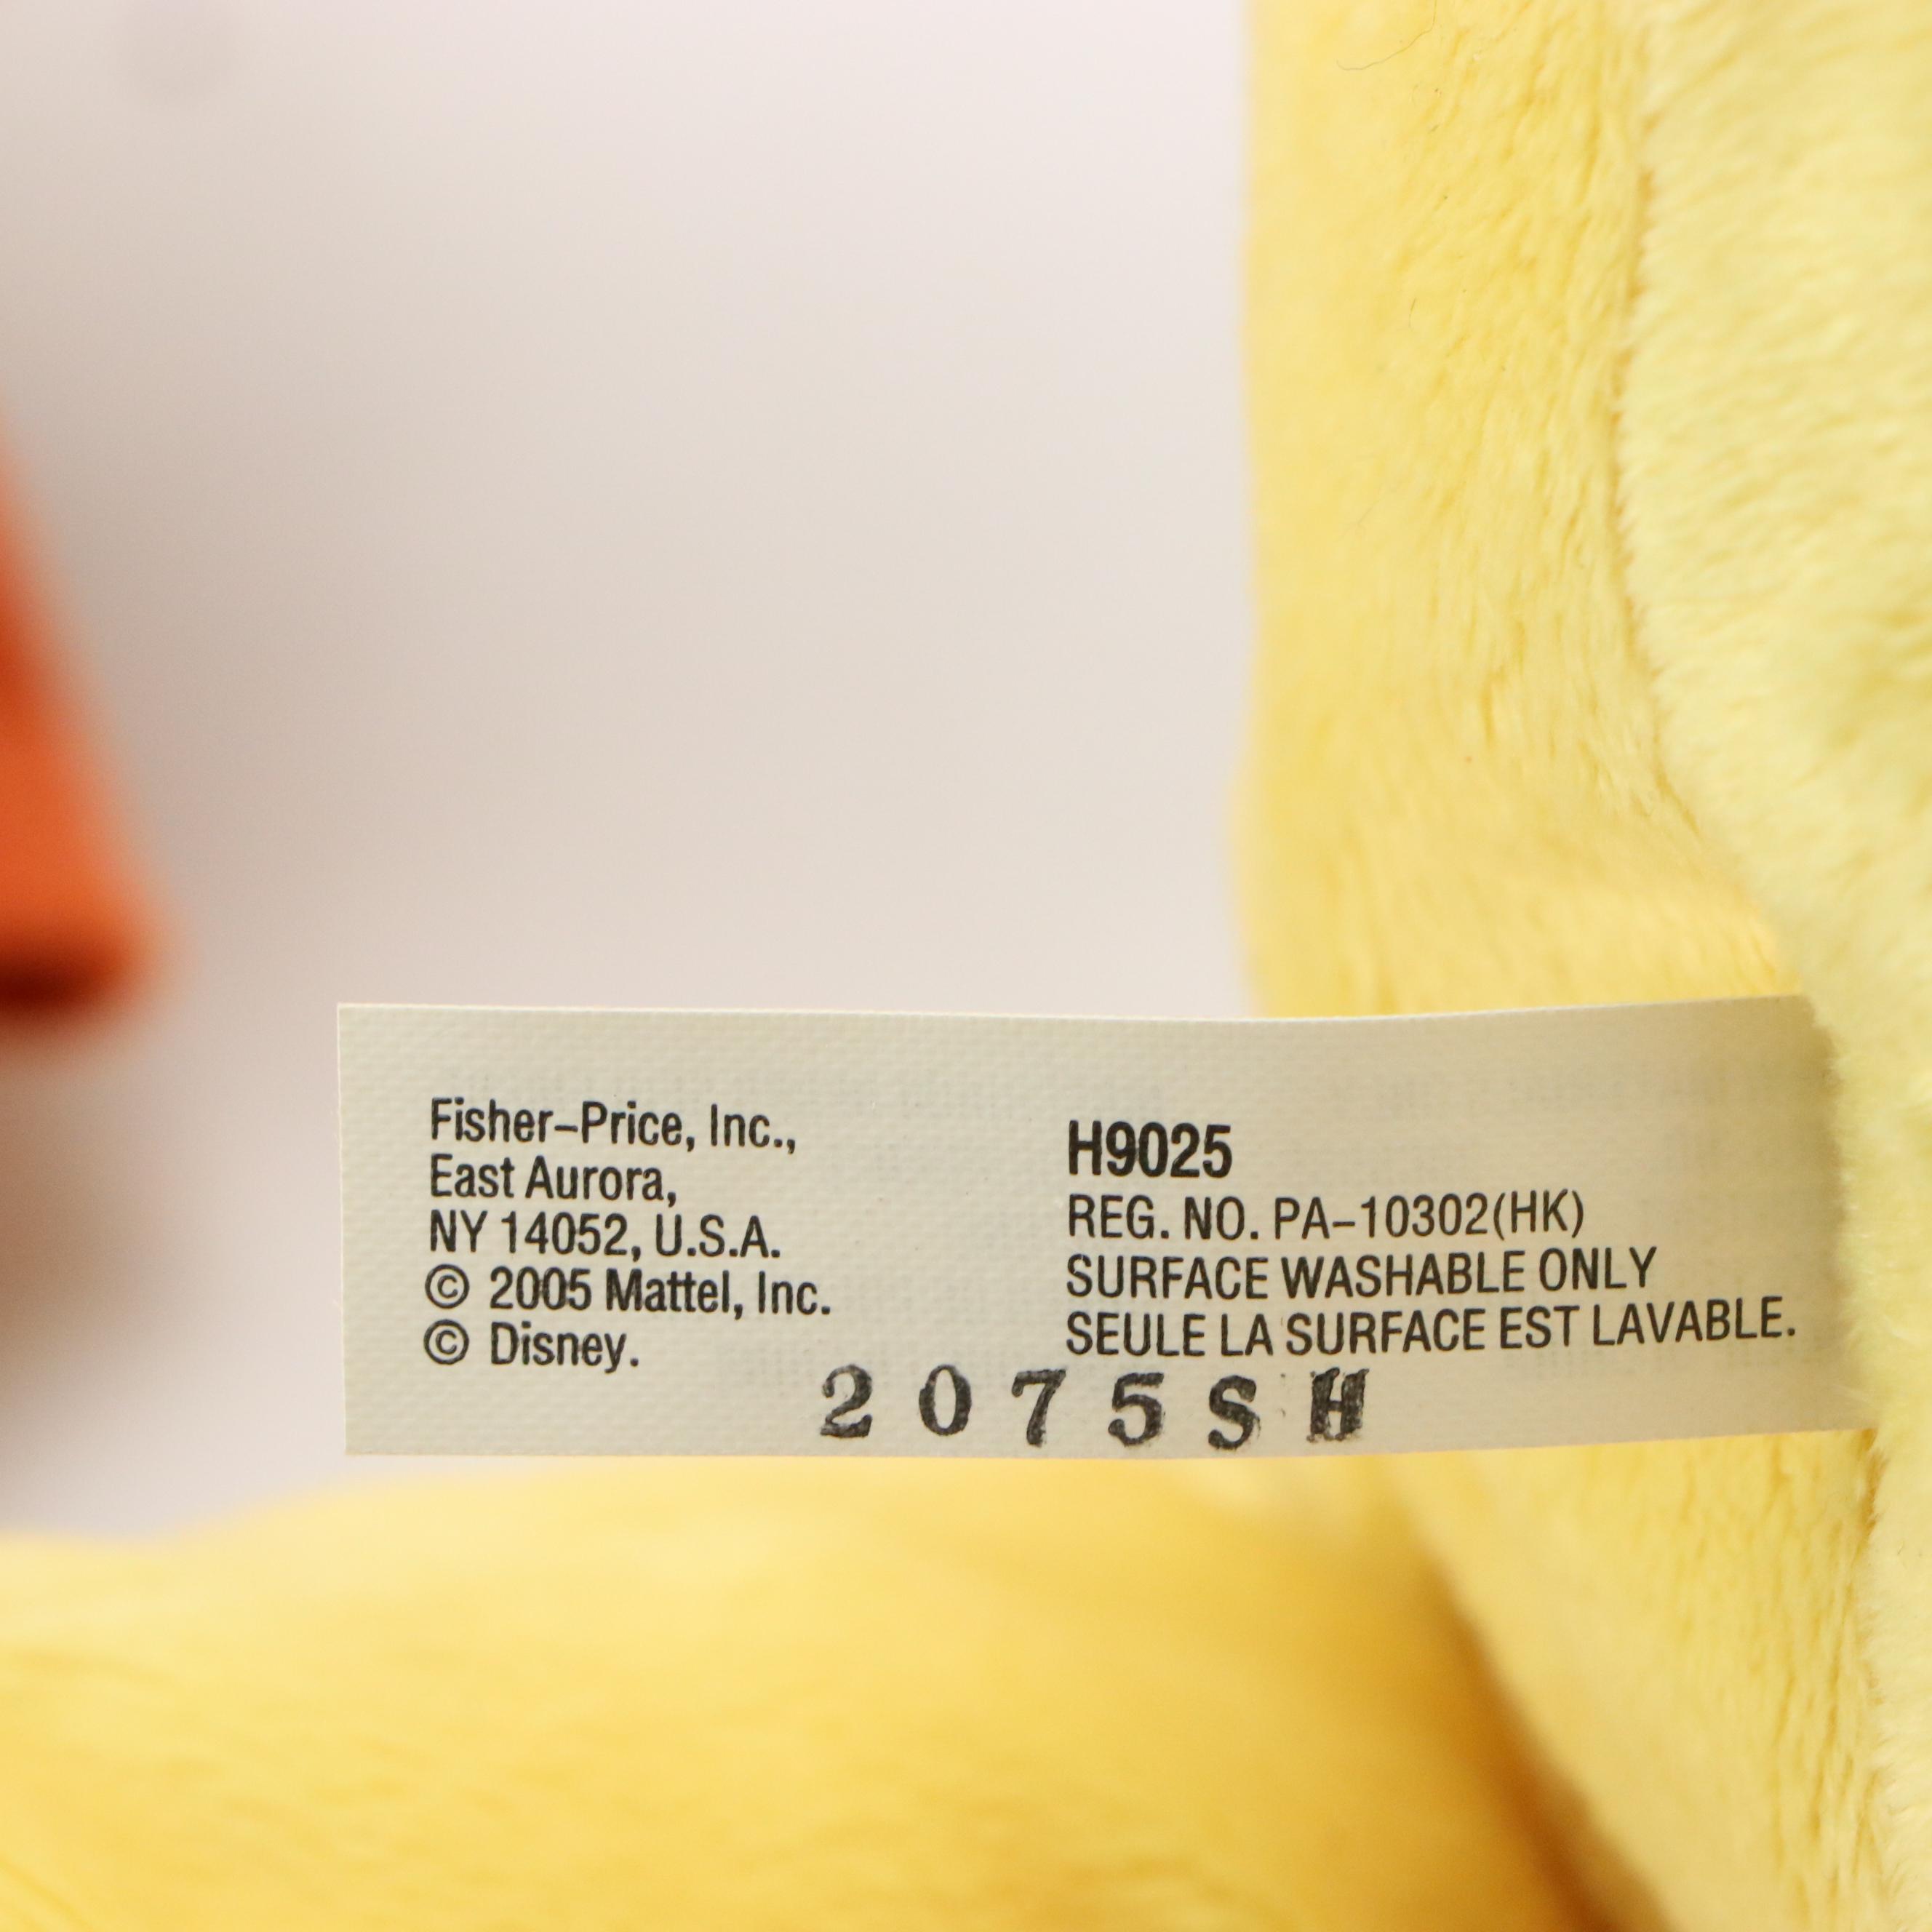 Fisher–Price, Inc.,
East Aurora,
NY 14052, U.S.A.
© 2005 Mattel, Inc.
© Disney.
H9025
REG. NO. PA–10302(HK)
SURFACE WASHABLE ONLY
SEULE LA SURFACE EST LAVABLE.
2075SH